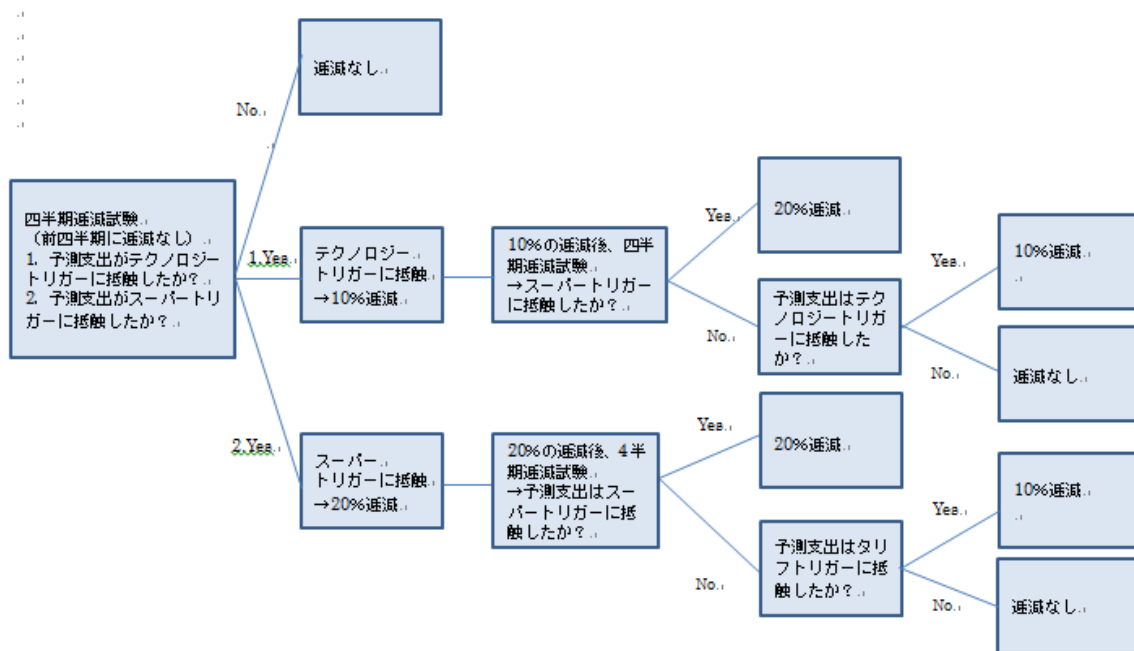 逓減なし
No.
四半期逓減試験
（前四半期に逓減なし）
1. 予測支出がテクノロジー
トリガーに抵触したか？
2. 予測支出がスーパートリ
ガーに抵触したか？
1.Yes
テクノロジー
トリガーに抵触
→10%逓減
10%の逓減後、四半
期逓減試験
→スーパートリガー
に抵触したか？
Yes
20%逓減
No.
予測支出はテク
ノロジートリガ
ーに抵触した
か？
Yes
10%逓減
No.
逓減なし
2.Yes
スーパー
トリガーに抵触
→20%逓減
20%の逓減後、4半
期逓減試験
→予測支出はスー
パートリガーに抵
触したか？
Yes
20%逓減
No.
予測支出はタリ
フトリガーに抵
触したか？
Yes
10%逓減
No.
逓減なし